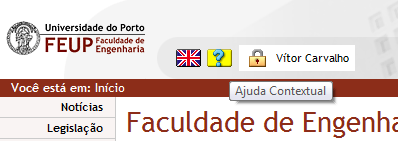 Universidade do Porto
FEUP Faculdade de
Engenharia
? Vítor Carvalho
Ajuda Contextual
Você está em: Início
Notícias
Legislação
Faculdade de Engenha